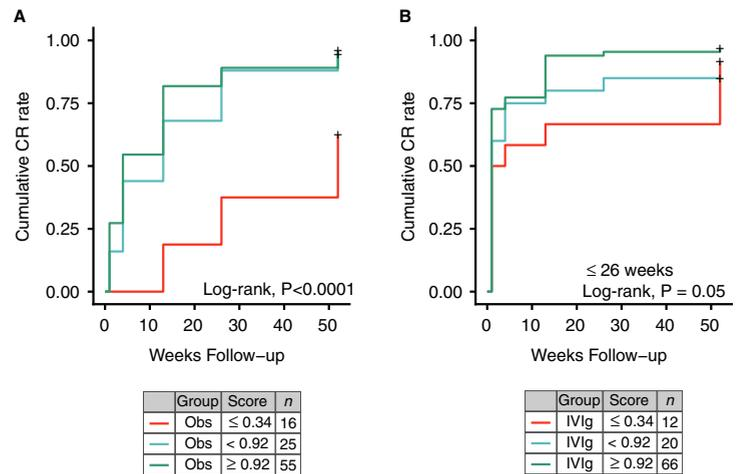 A
1.00
0.75
0.50
0.25
0.00
Cumulative CR rate
Log-rank, P<0.0001
0 10 20 30 40 50
Weeks Follow–up
Group Score n
Obs ≤ 0.34 16
Obs < 0.92 25
Obs ≥ 0.92 55
B
1.00
0.75
0.50
0.25
0.00
Cumulative CR rate
≤ 26 weeks
Log-rank, P = 0.05
0 10 20 30 40 50
Weeks Follow–up
Group Score n
IVIg ≤ 0.34 12
IVIg < 0.92 20
IVIg ≥ 0.92 66